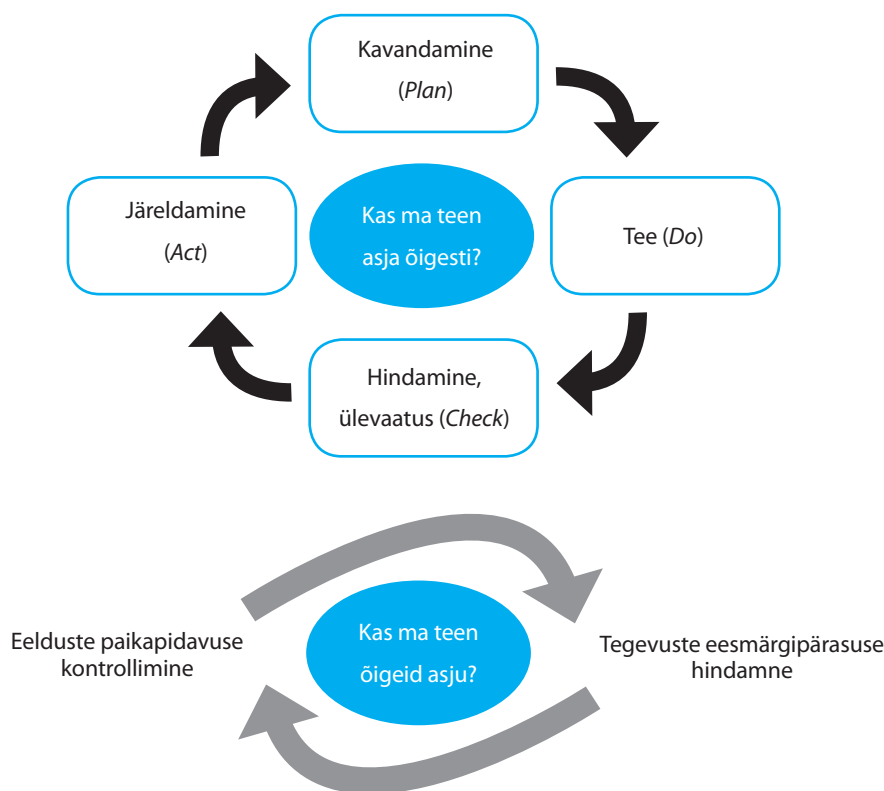 Kavandamine
(Plan)
Järeldamine
(Act)
Kas ma teen
asja õigesti?
Tee (Do)
Hindamine,
ülevaatus (Check)
Eelduste paikapidavuse
kontrollimine
Kas ma teen
õigeid asju?
Tegevuste eesmärgipärasuse
hindamne